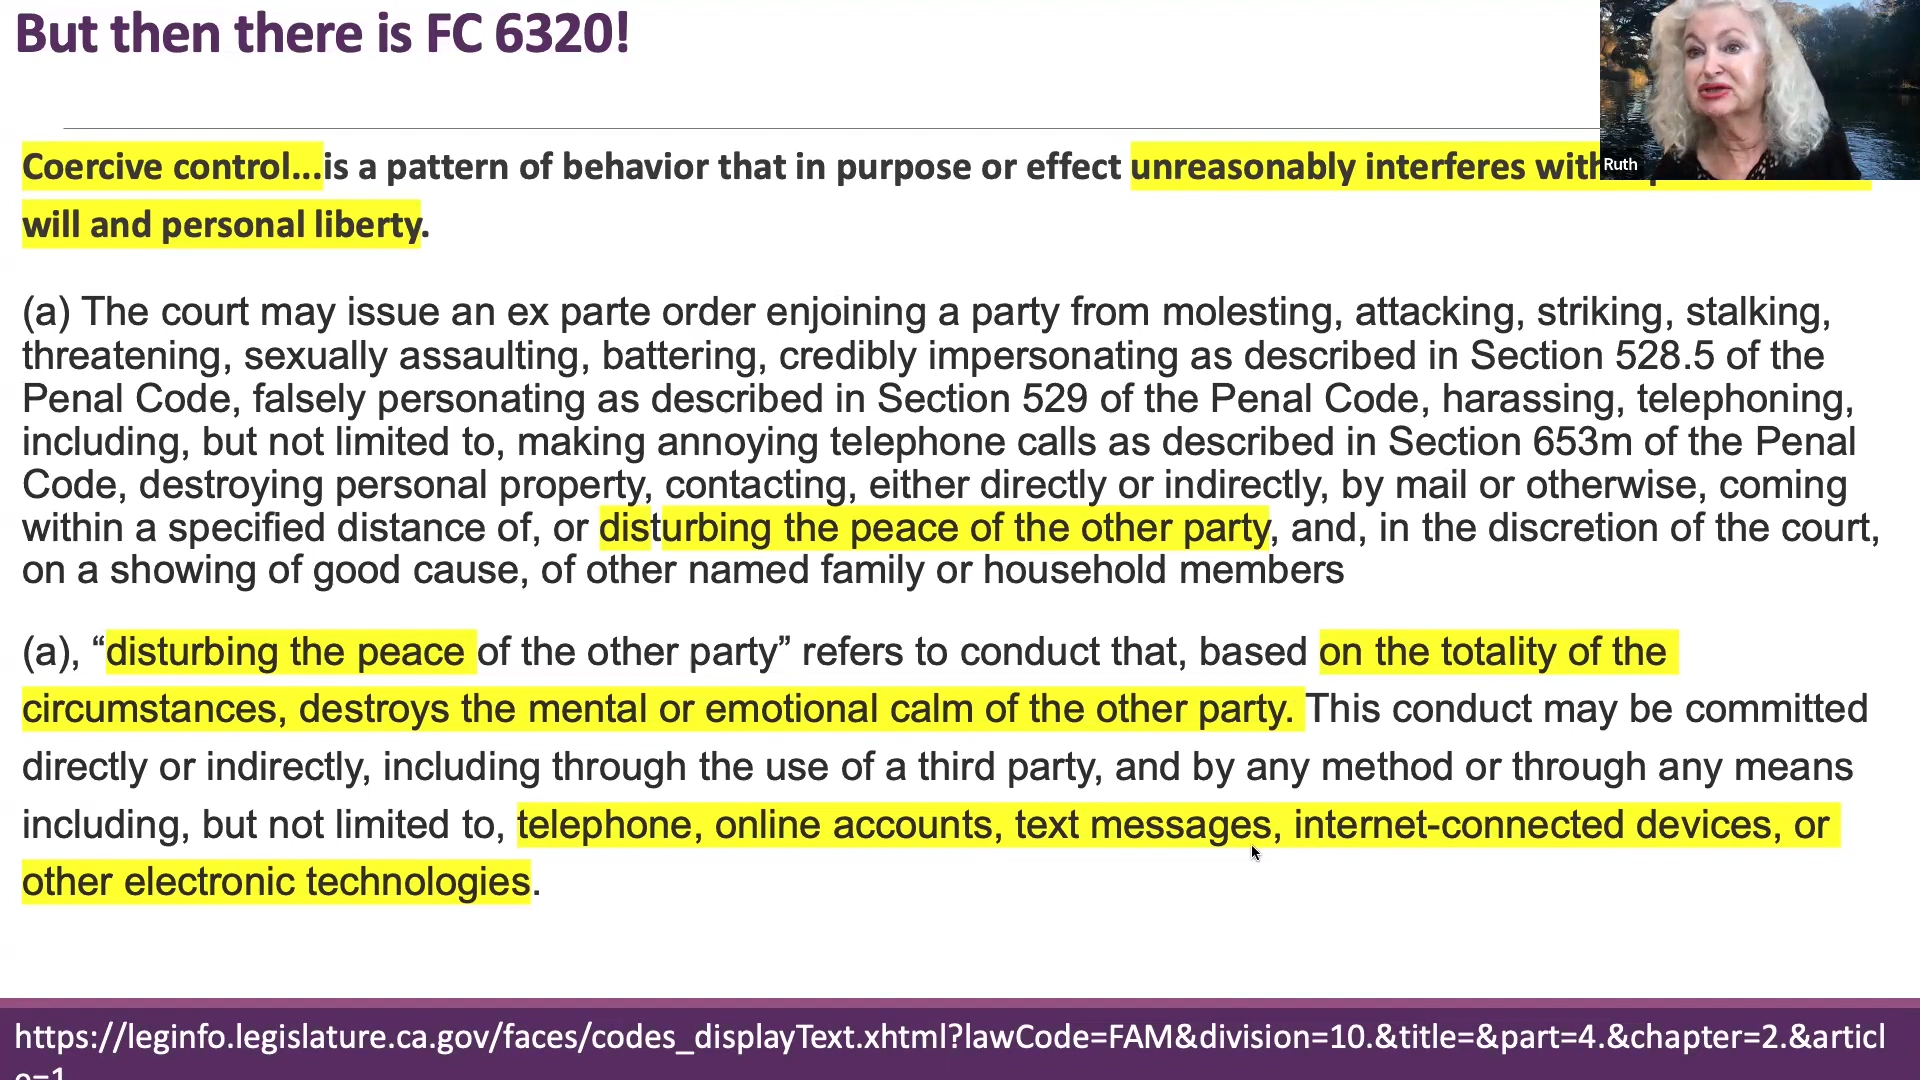 But then there is FC 6320!
Ruth
Coercive control...is a pattern of behavior that in purpose or effect unreasonably interferes with
will and personal liberty.
(a) The court may issue an ex parte order enjoining a party from molesting, attacking, striking, stalking,
threatening, sexually assaulting, battering, credibly impersonating as described in Section 528.5 of the
Penal Code, falsely personating as described in Section 529 of the Penal Code, harassing, telephoning,
including, but not limited to, making annoying telephone calls as described in Section 653m of the Penal
Code, destroying personal property, contacting, either directly or indirectly, by mail or otherwise, coming
within a specified distance of, or disturbing the peace of the other party, and, in the discretion of the court,
on a showing of good cause, of other named family or household members
(a), “disturbing the peace of the other party” refers to conduct that, based on the totality of the
circumstances, destroys the mental or emotional calm of the other party. This conduct may be committed
directly or indirectly, including through the use of a third party, and by any method or through any means
including, but not limited to, telephone, online accounts, text messages, internet-connected devices, or
other electronic technologies.
https://leginfo.legislature.ca.gov/faces/codes_displayText.xhtml?lawCode=FAM&division=10.&title=&part=4.&chapter=2.&articl
e=1